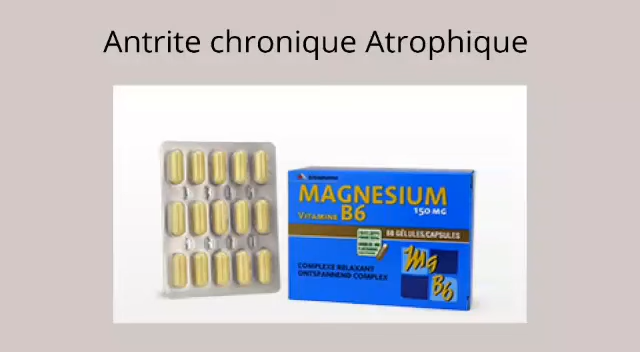 Antrite chronique Atrophique
MAGNESIUM
VITAMINE B6 150 MG
60 GÉLULES/CAPSULES
COMPLEXE RELAXANT
ONTSPANNEND COMPLEX
Mg
B6